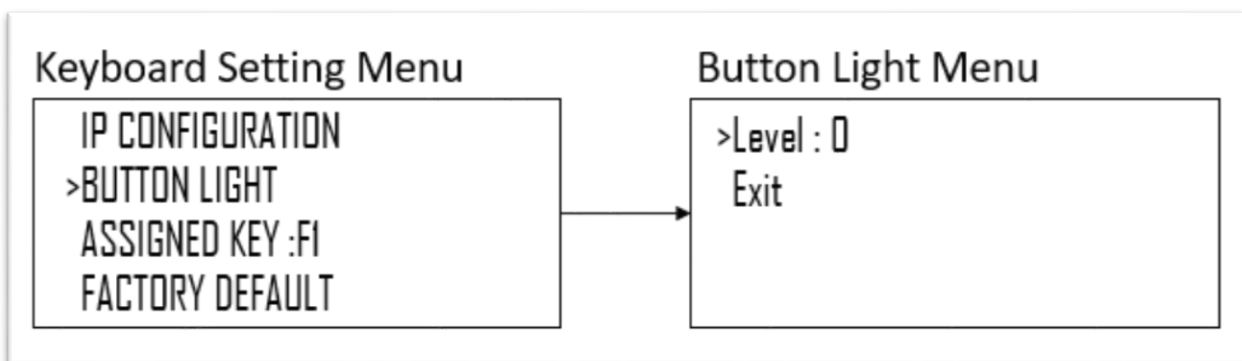 Keyboard Setting Menu
IP CONFIGURATION
>BUTTON LIGHT
ASSIGNED KEY :F1
FACTORY DEFAULT
Button Light Menu
>Level : 0
Exit